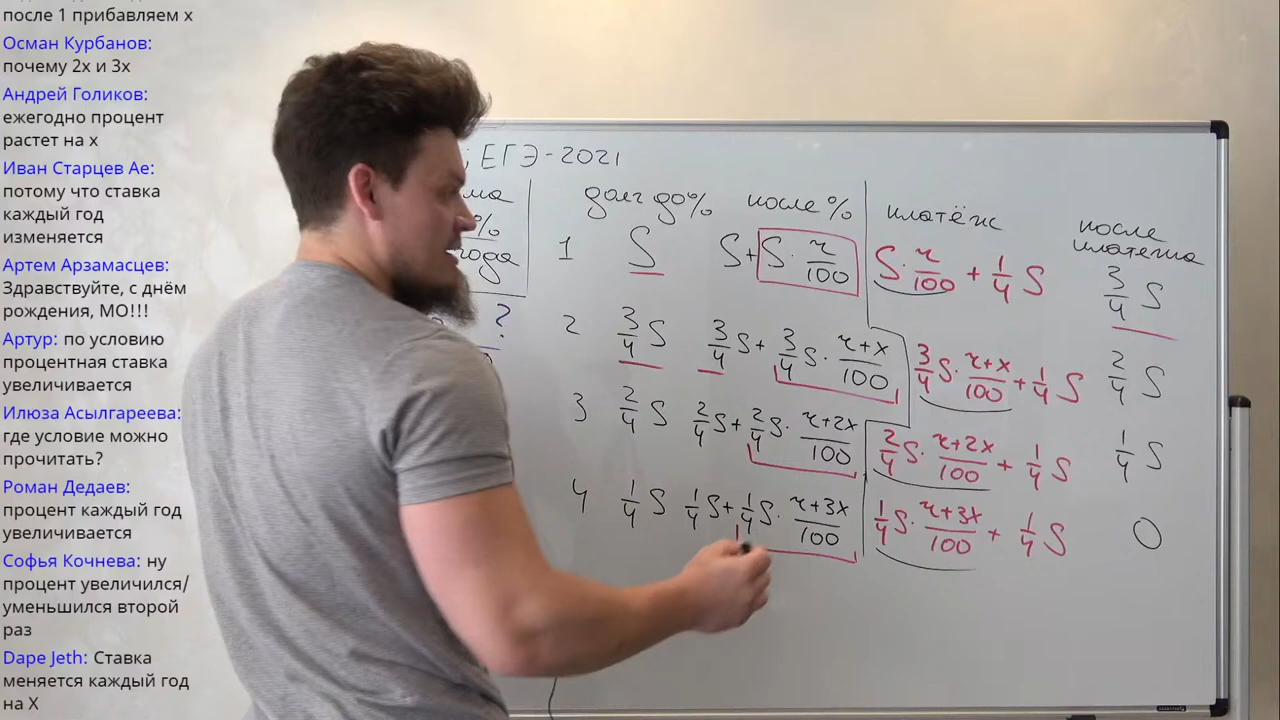 после 1 прибавляем х
Осман Курбанов:
почему 2х и 3х
Андрей Голиков:
ежегодно процент
растет на х
Иван Старцев Ае:
потому что ставка
каждый год
изменяется
Артем Арзамасцев:
Здравствуйте, с днём
рождения, МО!!!
Артур: по условию
процентная ставка
увеличивается
Илюза Асылгареева:
где условие можно
прочитать?
Роман Дедаев:
процент каждый год
увеличивается
Софья Кочнева: ну
процент увеличился/
уменьшился второй
раз
Dape Jeth: Ставка
меняется каждый год
на Х
; ЕГЭ-2021
ма
%
года
?
долг до % после % платёж после платежа
1 S S+S·r/100 S·r/100+1/4 S 3/4 S
2 3/4 S 3/4 S+3/4 S·r+x/100 3/4 S·r+x/100+1/4 S 2/4 S
3 2/4 S 2/4 S+2/4 S·r+2x/100 2/4 S·r+2x/100+1/4 S 1/4 S
4 1/4 S 1/4 S+1/4 S·r+3x/100 1/4 S·r+3x/100+1/4 S 0